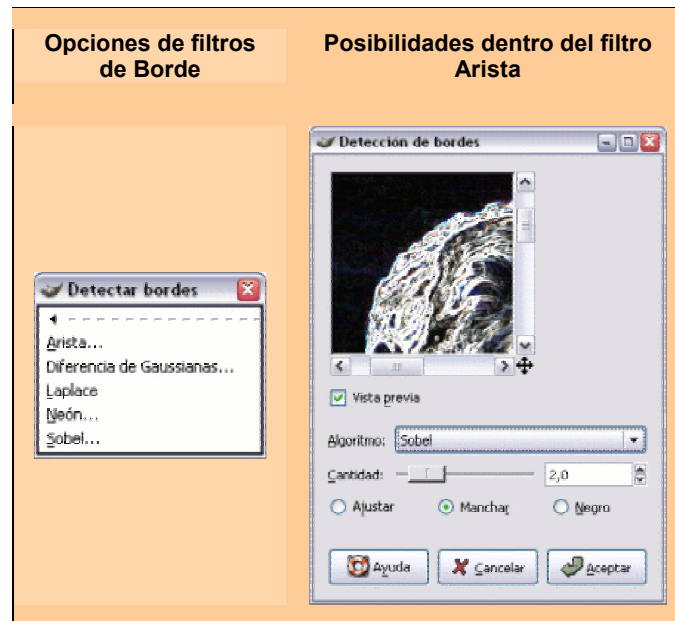 Opciones de filtros
de Borde
Posibilidades dentro del filtro
Arista
Detectar bordes
Arista...
Diferencia de Gaussianas...
Laplace
Neón...
Sobel...
Detección de bordes
Vista previa
Algoritmo: Sobel
Cantidad: 2,0
Ajustar Manchar Negro
Ayuda Cancelar Aceptar